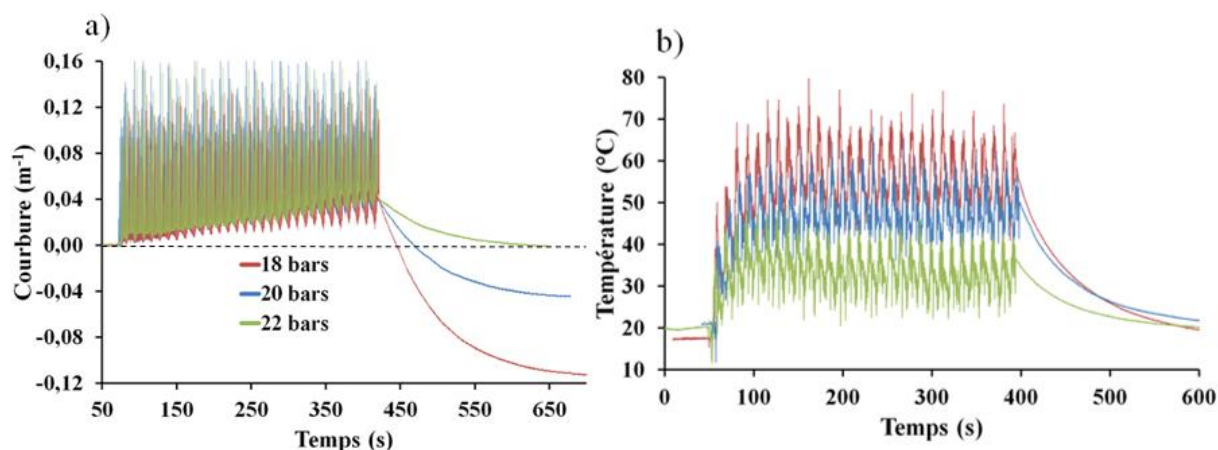 a)
Courbure (m⁻¹)
0,16
0,12
0,08
0,04
0,00
-0,04
-0,08
-0,12
18 bars
20 bars
22 bars
50 150 250 350 450 550 650
Temps (s)
b)
Température (°C)
80
70
60
50
40
30
20
10
0 100 200 300 400 500 600
Temps (s)